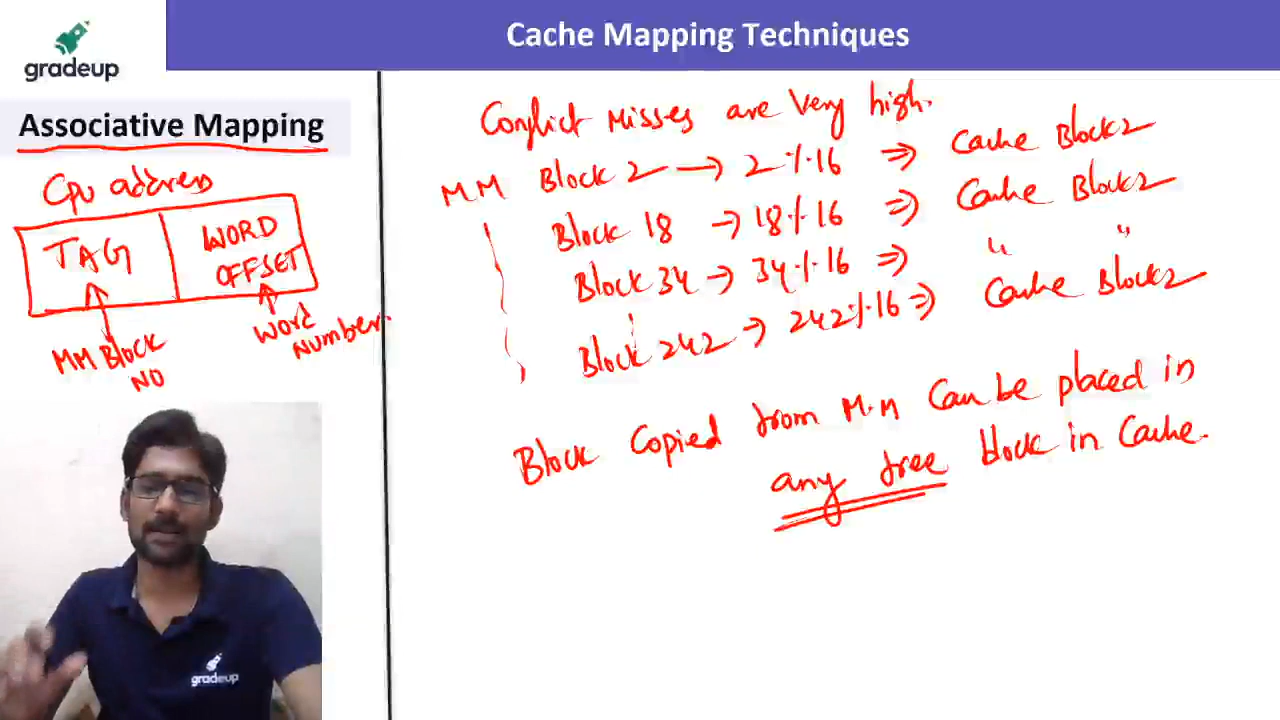 gradeup
Cache Mapping Techniques
Associative Mapping
CPU address
TAG
WORD OFFSET
MM Block NO
Word Number
Conflict Misses are Very high.
MM Block 2 → 2 % 16 ⇒ Cache Block 2
Block 18 → 18 % 16 ⇒ Cache Block 2
Block 34 → 34 % 16 ⇒ " "
Block 242 → 242 % 16 ⇒ Cache Block 2
Block Copied from M.M Can be placed in
any free block in Cache.
gradeup